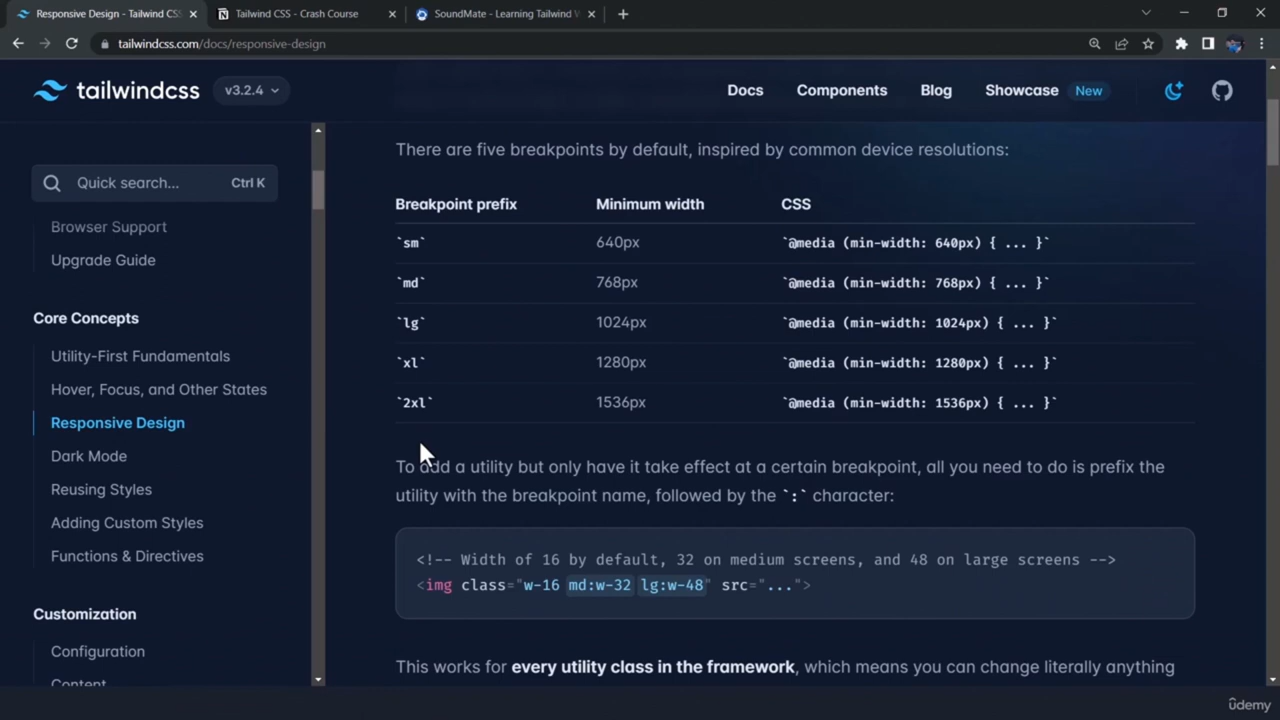 Responsive Design - Tailwind CS
Tailwind CSS - Crash Course
SoundMate - Learning Tailwind
tailwindcss.com/docs/responsive-design
tailwindcss
v3.2.4
Docs
Components
Blog
Showcase
New
Quick search...
Ctrl K
Browser Support
Upgrade Guide
Core Concepts
Utility-First Fundamentals
Hover, Focus, and Other States
Responsive Design
Dark Mode
Reusing Styles
Adding Custom Styles
Functions & Directives
Customization
Configuration
Content
There are five breakpoints by default, inspired by common device resolutions:
Breakpoint prefix Minimum width CSS
`sm` 640px `@media (min-width: 640px) { ... }`
`md` 768px `@media (min-width: 768px) { ... }`
`lg` 1024px `@media (min-width: 1024px) { ... }`
`xl` 1280px `@media (min-width: 1280px) { ... }`
`2xl` 1536px `@media (min-width: 1536px) { ... }`
To add a utility but only have it take effect at a certain breakpoint, all you need to do is prefix the
utility with the breakpoint name, followed by the `:` character:
<!-- Width of 16 by default, 32 on medium screens, and 48 on large screens -->
<img class="w-16 md:w-32 lg:w-48" src="...">
This works for every utility class in the framework, which means you can change literally anything
ûdemy